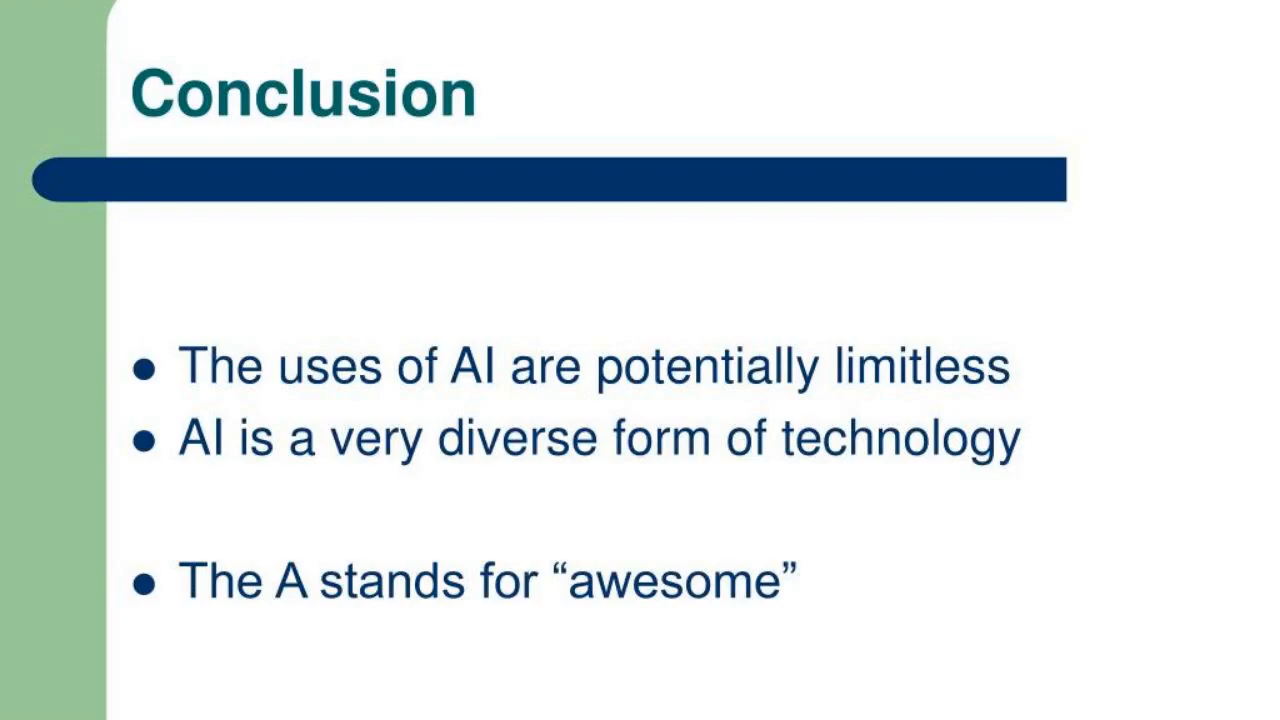 Conclusion
● The uses of AI are potentially limitless
● AI is a very diverse form of technology
● The A stands for “awesome”